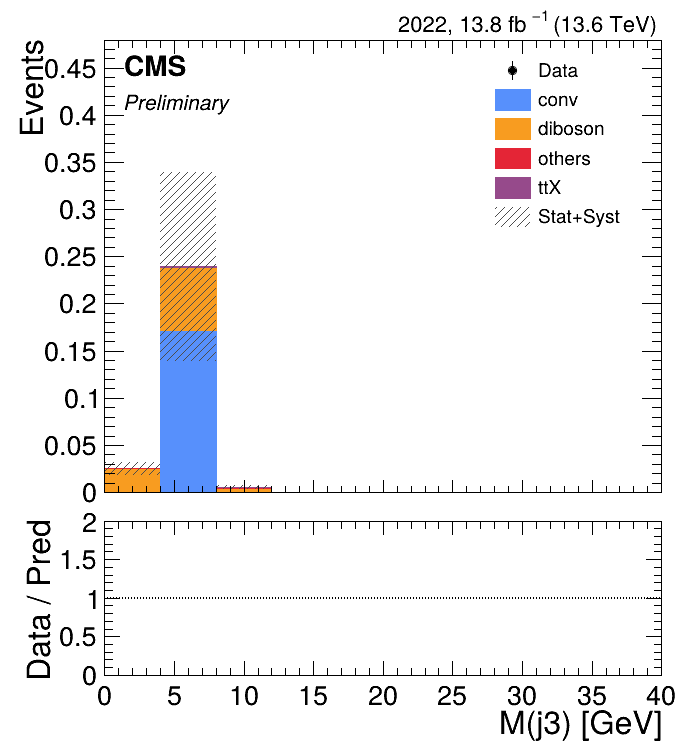 2022, 13.8 fb⁻¹ (13.6 TeV)
Events
CMS
Preliminary
Data
conv
diboson
others
ttX
Stat+Syst
0.45
0.4
0.35
0.3
0.25
0.2
0.15
0.1
0.05
0
Data / Pred
2
1.5
1
0.5
0
0 5 10 15 20 25 30 35 40
M(j3) [GeV]